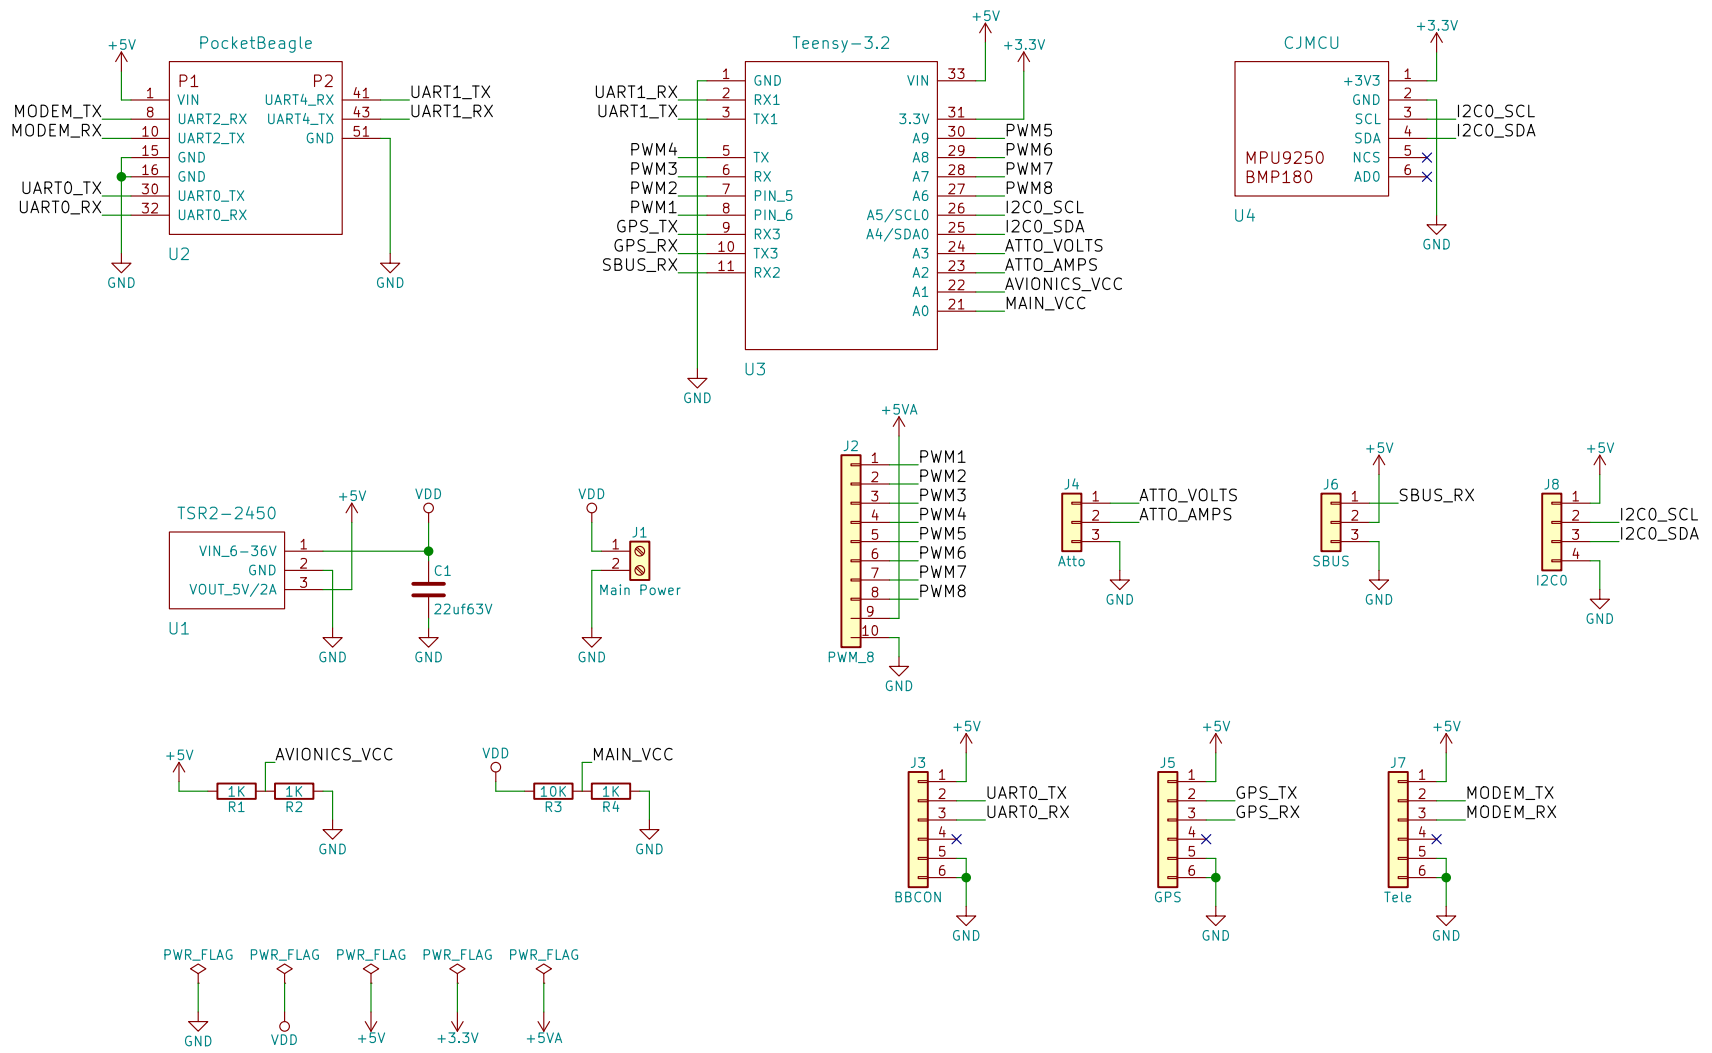 PocketBeagle
+5V
P1 P2
1 VIN UART4_RX 41 UART1_TX
MODEM_TX 8 UART2_RX UART4_TX 43 UART1_RX
MODEM_RX 10 UART2_TX GND 51
15 GND
16 GND
UART0_TX 30 UART0_TX
UART0_RX 32 UART0_RX
U2
GND
GND
Teensy-3.2
+5V
+3.3V
1 GND VIN 33
UART1_RX 2 RX1
UART1_TX 3 TX1 3.3V 31
A9 30 PWM5
PWM4 5 TX A8 29 PWM6
PWM3 6 RX A7 28 PWM7
PWM2 7 PIN_5 A6 27 PWM8
PWM1 8 PIN_6 A5/SCL0 26 I2C0_SCL
GPS_TX 9 RX3 A4/SDA0 25 I2C0_SDA
GPS_RX 10 TX3 A3 24 ATTO_VOLTS
SBUS_RX 11 RX2 A2 23 ATTO_AMPS
A1 22 AVIONICS_VCC
A0 21 MAIN_VCC
U3
GND
CJMCU
+3.3V
+3V3 1
GND 2
SCL 3 I2C0_SCL
SDA 4 I2C0_SDA
MPU9250 NCS 5
BMP180 AD0 6
U4
GND
TSR2-2450
+5V
VDD
VIN_6-36V 1
GND 2
VOUT_5V/2A 3
U1
C1
22uf63V
GND
GND
VDD
J1
1
2
Main Power
GND
+5VA
J2
1 PWM1
2 PWM2
3 PWM3
4 PWM4
5 PWM5
6 PWM6
7 PWM7
8 PWM8
9
10
PWM_8
GND
J4
1 ATTO_VOLTS
2 ATTO_AMPS
3
Atto
GND
+5V
J6
1 SBUS_RX
2
3
SBUS
GND
+5V
J8
1
2 I2C0_SCL
3 I2C0_SDA
4
I2C0
GND
+5V
AVIONICS_VCC
1K 1K
R1 R2
GND
VDD
MAIN_VCC
10K 1K
R3 R4
GND
+5V
J3
1
2 UART0_TX
3 UART0_RX
4
5
6
BBCON
GND
+5V
J5
1
2 GPS_TX
3 GPS_RX
4
5
6
GPS
GND
+5V
J7
1
2 MODEM_TX
3 MODEM_RX
4
5
6
Tele
GND
PWR_FLAG PWR_FLAG PWR_FLAG PWR_FLAG PWR_FLAG
GND VDD +5V +3.3V +5VA